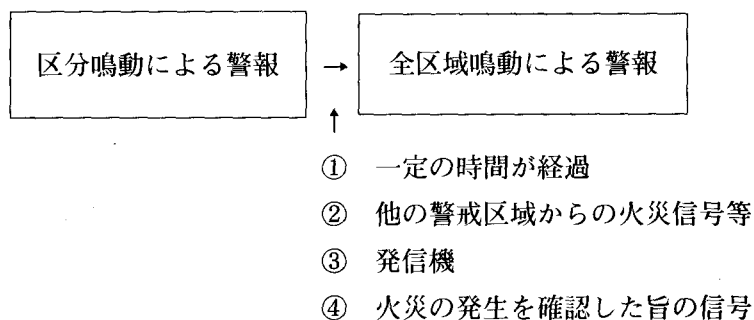 区分鳴動による警報 → 全区域鳴動による警報
↑
① 一定の時間が経過
② 他の警戒区域からの火災信号等
③ 発信機
④ 火災の発生を確認した旨の信号